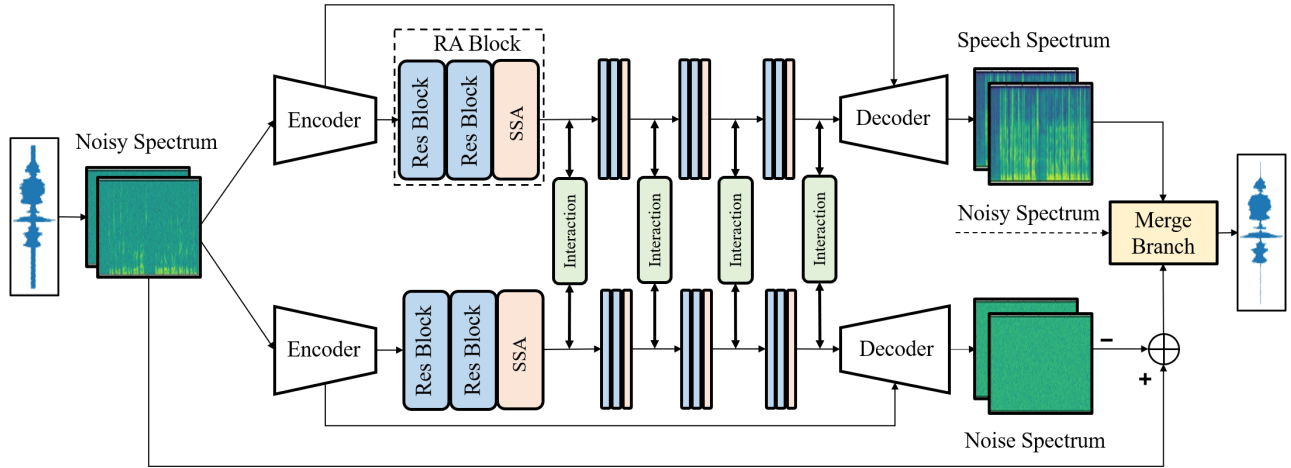 RA Block
Speech Spectrum
Noisy Spectrum
Encoder
Res Block
Res Block
SSA
Decoder
Interaction
Interaction
Interaction
Interaction
Noisy Spectrum
Merge
Branch
Encoder
Res Block
Res Block
SSA
Decoder
−
+
Noise Spectrum